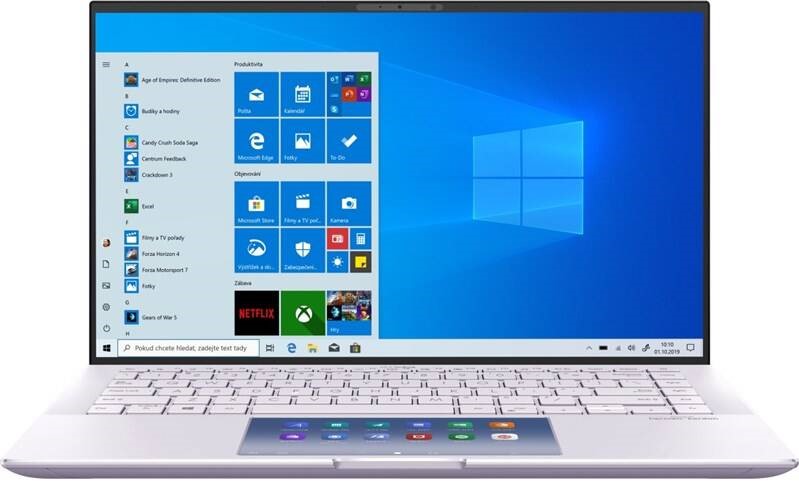 A
Age of Empires: Definitive Edition
B
Budíky a hodiny
C
Candy Crush Soda Saga
Centrum Feedback
Crackdown 3
E
Excel
F
Filmy a TV pořady
Forza Horizon 4
Forza Motorsport 7
Fotky
G
Gears of War 5
H
Produktivita
Pošta
Kalendář
Microsoft Edge
Fotky
To-Do
Objevování
Microsoft Store
Filmy a TV poř...
Kamera
Výstřižek a sk...
Zabezpečení...
Zábava
NETFLIX
Hry
Pokud chcete hledat, zadejte text tady
10:10
01.10.2019
harman kardon